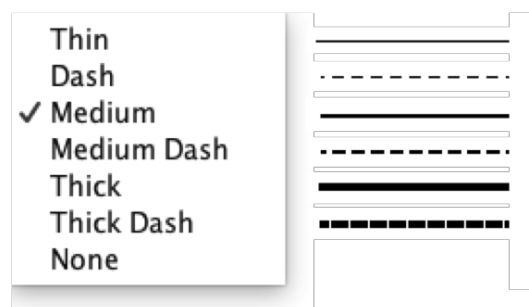 Thin
Dash
✓ Medium
Medium Dash
Thick
Thick Dash
None